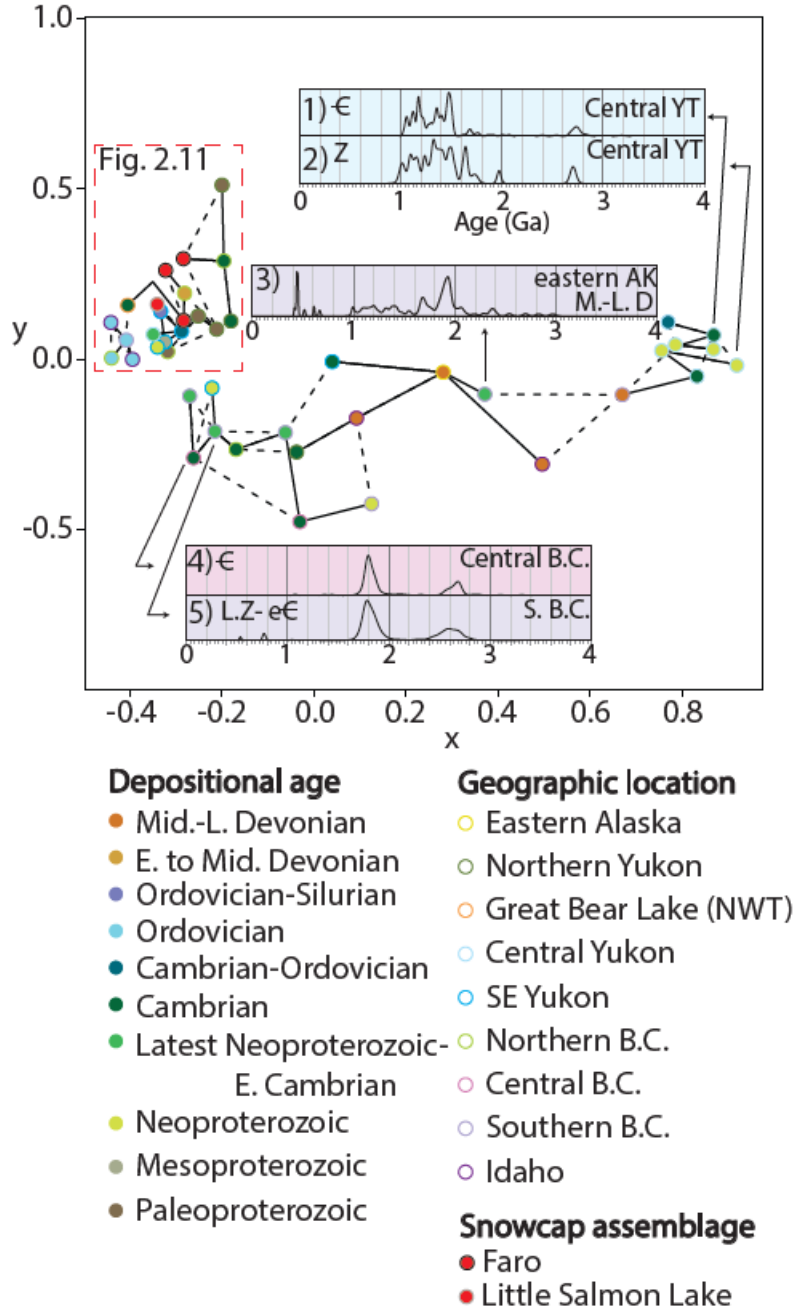 1.0
Fig. 2.11
0.5
y
0.0
-0.5
1) Є Central YT
2) Z Central YT
0 1 2 3 4
Age (Ga)
3) eastern AK
M.-L. D
0 1 2 3 4
4) Є Central B.C.
5) L.Z- eЄ S. B.C.
0 1 2 3 4
-0.4 -0.2 0.0 0.2 0.4 0.6 0.8
x
Depositional age
Mid.-L. Devonian
E. to Mid. Devonian
Ordovician-Silurian
Ordovician
Cambrian-Ordovician
Cambrian
Latest Neoproterozoic-
E. Cambrian
Neoproterozoic
Mesoproterozoic
Paleoproterozoic
Geographic location
Eastern Alaska
Northern Yukon
Great Bear Lake (NWT)
Central Yukon
SE Yukon
Northern B.C.
Central B.C.
Southern B.C.
Idaho
Snowcap assemblage
Faro
Little Salmon Lake